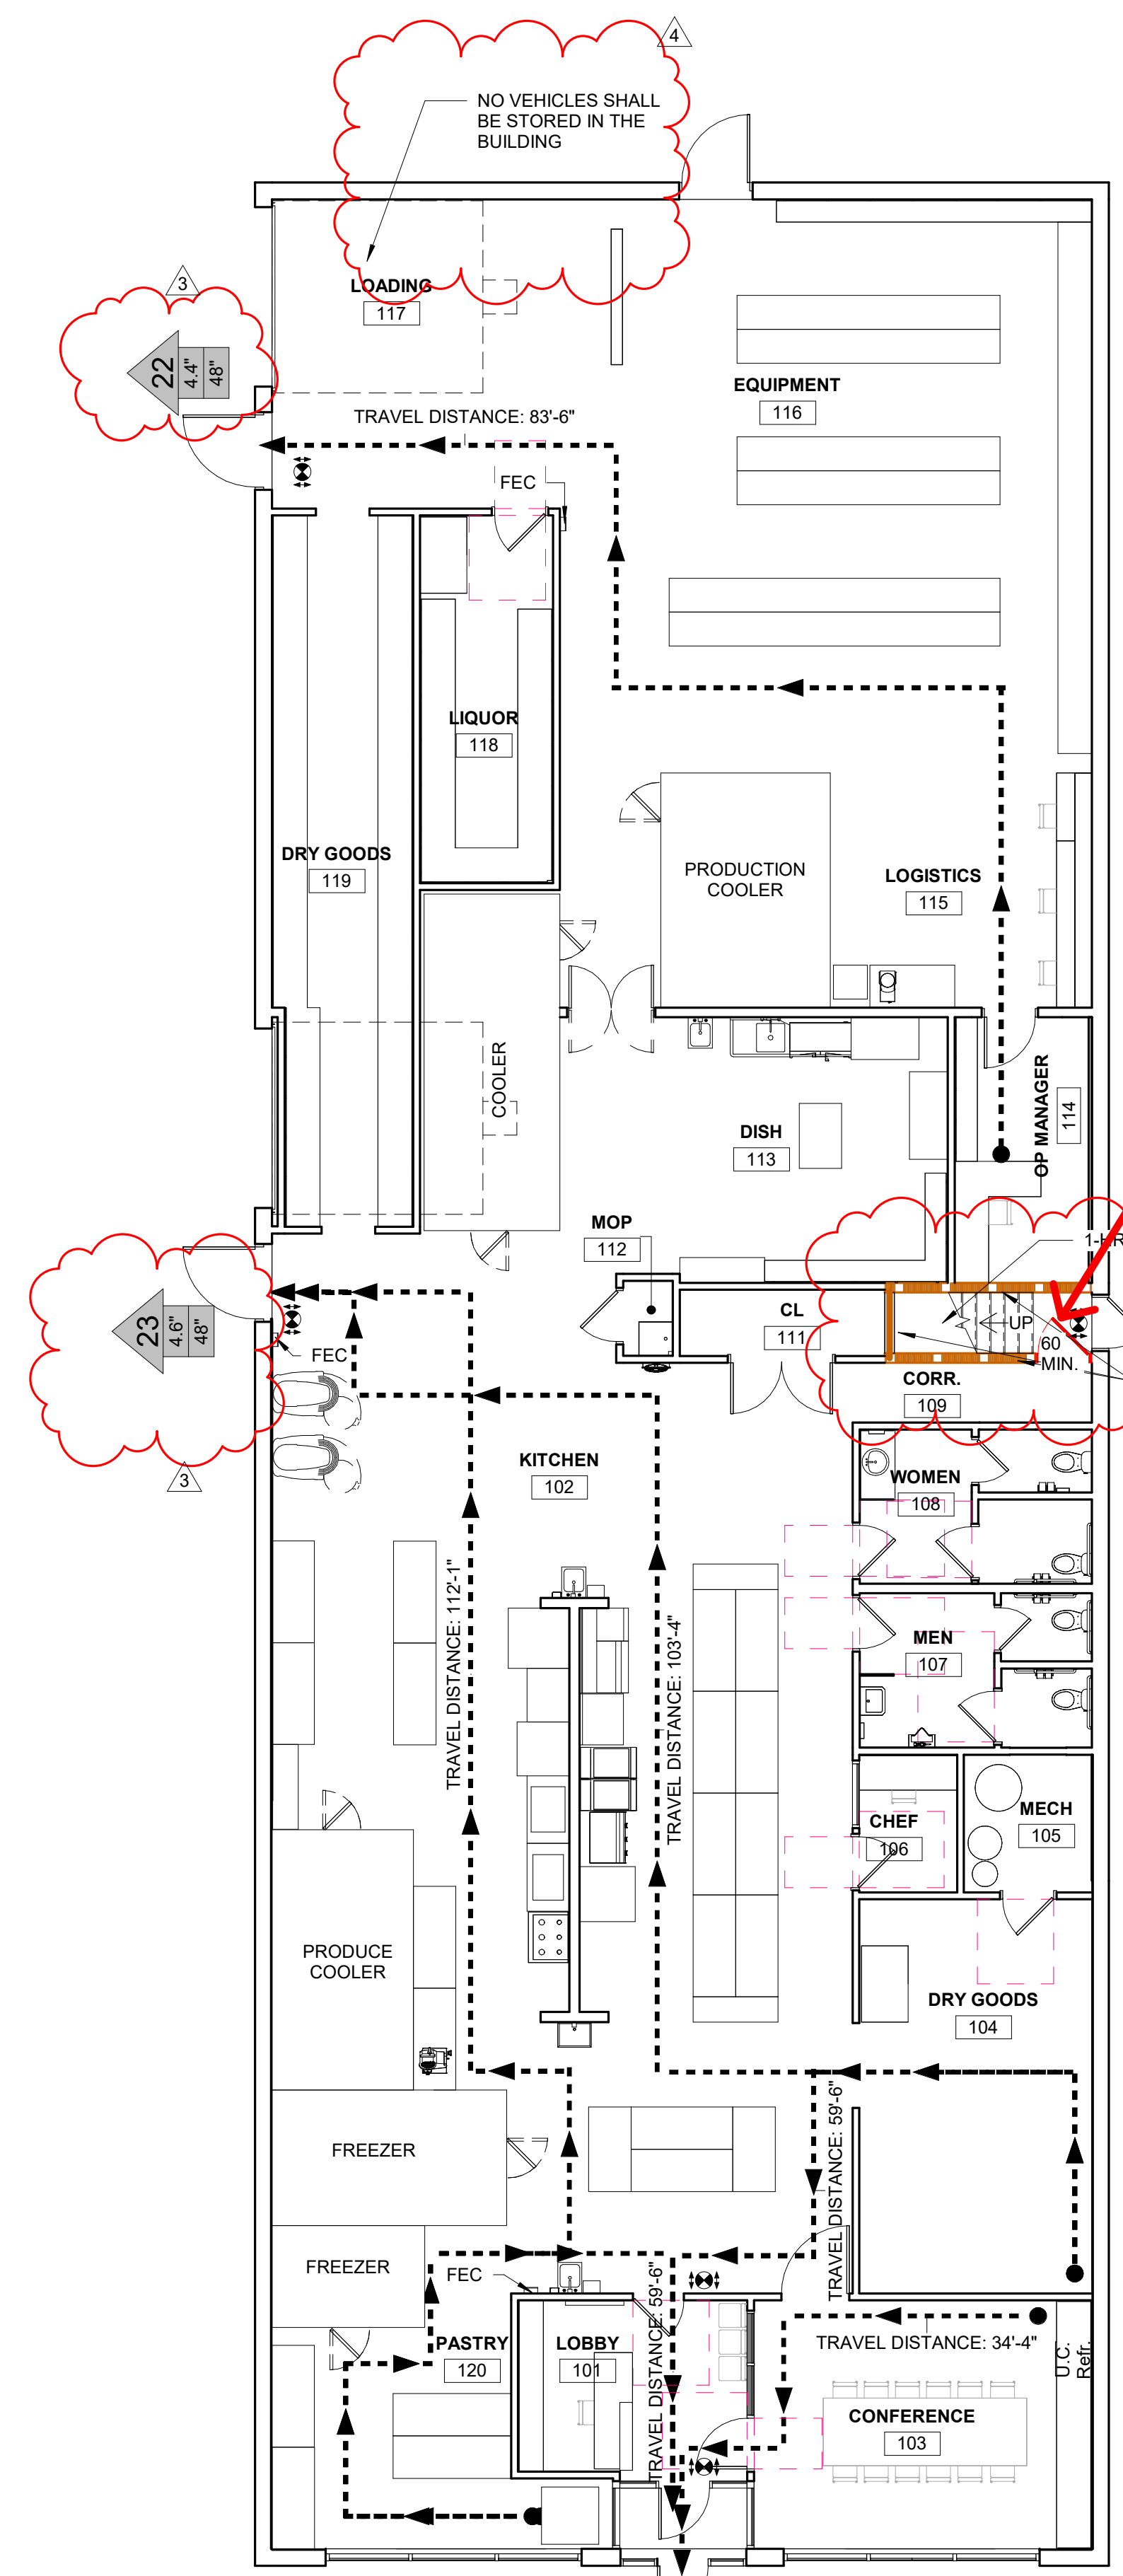 4
NO VEHICLES SHALL
BE STORED IN THE
BUILDING
3
22
4.4"
48"
LOADING
117
EQUIPMENT
116
TRAVEL DISTANCE: 83'-6"
FEC
LIQUOR
118
DRY GOODS
119
PRODUCTION
COOLER
LOGISTICS
115
COOLER
OP MANAGER
114
DISH
113
MOP
112
1-HR
23
4.6"
48"
CL
111
UP
60
MIN.
FEC
CORR.
109
3
KITCHEN
102
WOMEN
108
TRAVEL DISTANCE: 112'-1"
TRAVEL DISTANCE: 103'-4"
MEN
107
CHEF
106
MECH
105
PRODUCE
COOLER
DRY GOODS
104
FREEZER
TRAVEL DISTANCE: 59'-6"
FREEZER
FEC
TRAVEL DISTANCE: 59'-6"
PASTRY
120
LOBBY
101
TRAVEL DISTANCE: 34'-4"
U.C.
Refr.
CONFERENCE
103